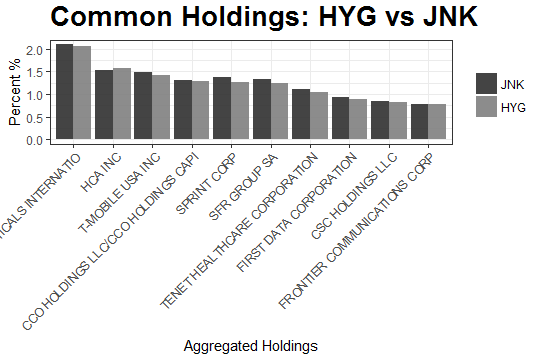 Common Holdings: HYG vs JNK
Percent %
2.0
1.5
1.0
0.5
0.0
JNK
HYG
ICALS INTERNATIO
HCA INC
T-MOBILE USA INC
CCO HOLDINGS LLC/CCO HOLDINGS CAPI
SPRINT CORP
SFR GROUP SA
TENET HEALTHCARE CORPORATION
FIRST DATA CORPORATION
CSC HOLDINGS LLC
FRONTIER COMMUNICATIONS CORP
Aggregated Holdings